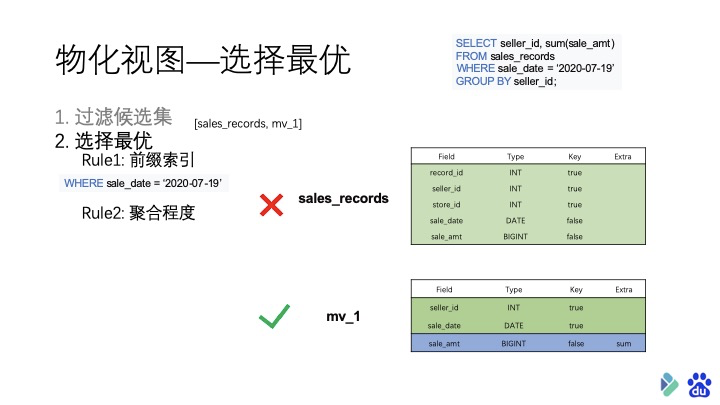 物化视图—选择最优
SELECT seller_id, sum(sale_amt)
FROM sales_records
WHERE sale_date = ‘2020-07-19’
GROUP BY seller_id;
1. 过滤候选集
[sales_records, mv_1]
2. 选择最优
Rule1: 前缀索引
WHERE sale_date = ‘2020-07-19’
Rule2: 聚合程度
sales_records
Field Type Key Extra
record_id INT true
seller_id INT true
store_id INT true
sale_date DATE false
sale_amt BIGINT false
mv_1
Field Type Key Extra
seller_id INT true
sale_date DATE true
sale_amt BIGINT false sum
du